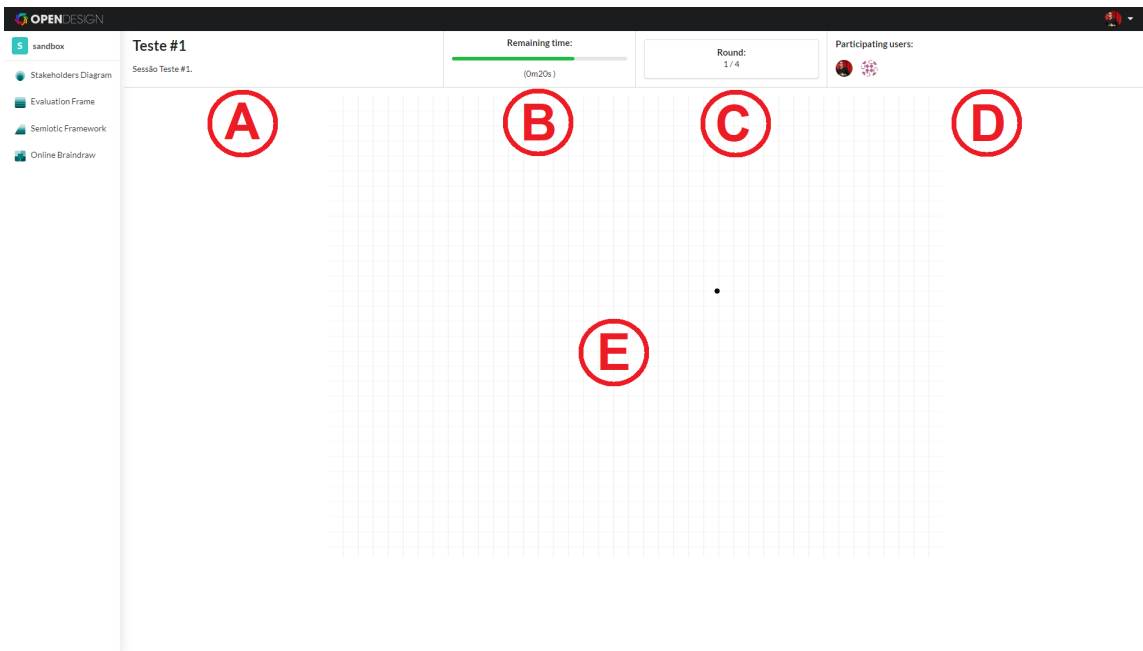 OPENDESIGN
S sandbox
Stakeholders Diagram
Evaluation Frame
Semiotic Framework
Online Braindraw
Teste #1
Sessão Teste #1.
Remaining time:
(0m20s )
Round:
1 / 4
Participating users:
A
B
C
D
E